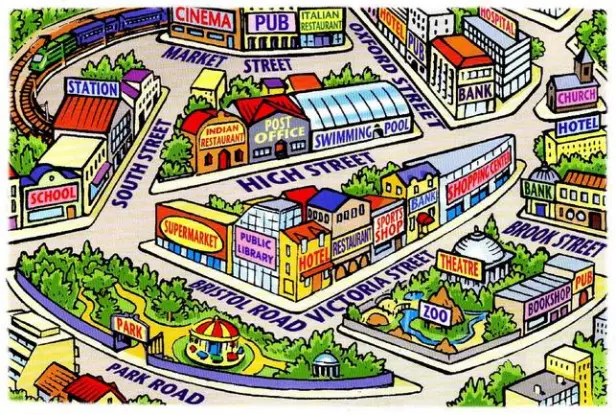 CINEMA
PUB
ITALIAN
RESTAURANT
HOTEL
PUB
HOSPITAL
MARKET STREET
OXFORD STREET
BANK
STATION
CHURCH
HOTEL
INDIAN
RESTAURANT
POST
OFFICE
SWIMMING POOL
SOUTH STREET
HIGH STREET
SCHOOL
SHOPPING CENTER
BANK
BANK
SUPERMARKET
PUBLIC
LIBRARY
HOTEL
RESTAURANT
SPORTS
SHOP
BROOK STREET
BRISTOL ROAD
VICTORIA STREET
THEATRE
ZOO
BOOKSHOP
PUB
PARK
PARK ROAD